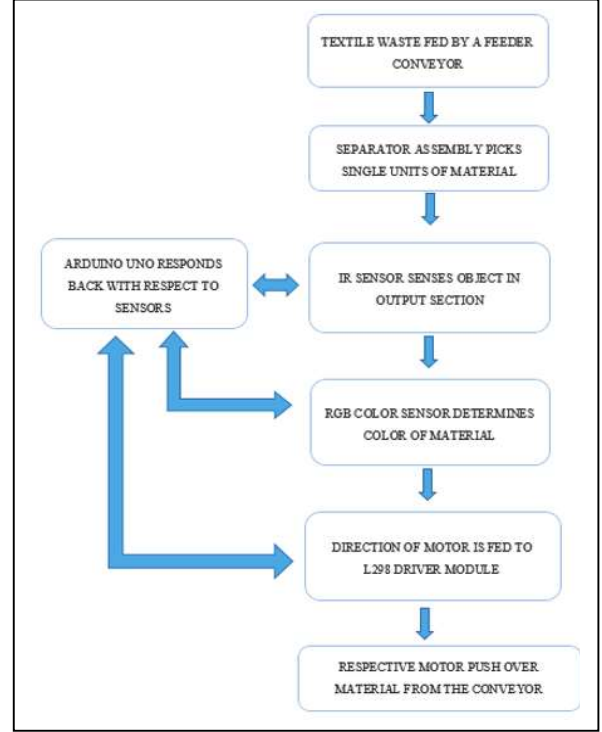 TEXTILE WASTE FED BY A FEEDER
CONVEYOR
SEPARATOR ASSEMBLY PICKS
SINGLE UNITS OF MATERIAL
ARDUINO UNO RESPONDS
BACK WITH RESPECT TO
SENSORS
IR SENSOR SENSES OBJECT IN
OUTPUT SECTION
RGB COLOR SENSOR DETERMINES
COLOR OF MATERIAL
DIRECTION OF MOTOR IS FED TO
L298 DRIVER MODULE
RESPECTIVE MOTOR PUSH OVER
MATERIAL FROM THE CONVEYOR